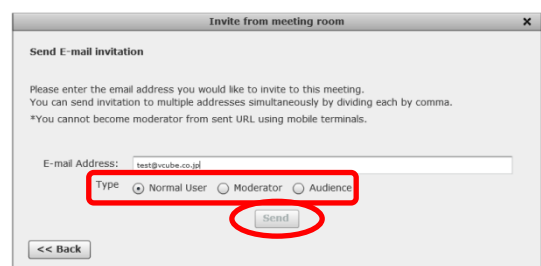 Invite from meeting room
Send E-mail invitation
Please enter the email address you would like to invite to this meeting.
You can send invitation to multiple addresses simultaneously by dividing each by comma.
*You cannot become moderator from sent URL using mobile terminals.
E-mail Address: test@vcube.co.jp
Type Normal User Moderator Audience
Send
<< Back